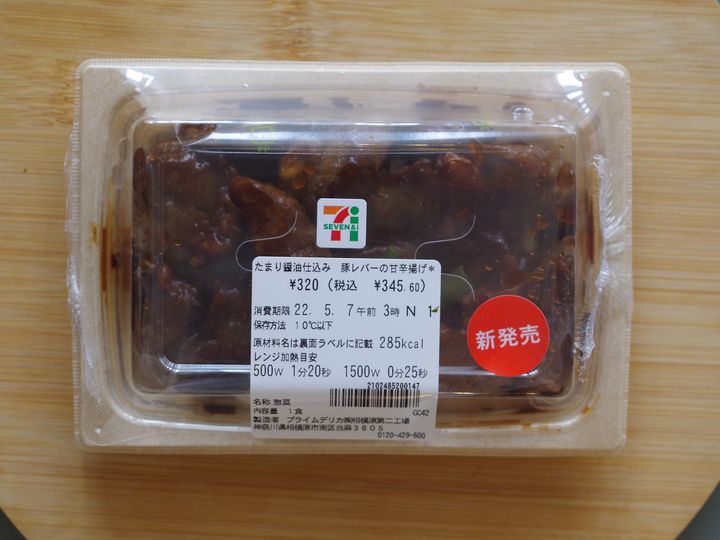 7i
SEVEN&i
たまり醤油仕込み 豚レバーの甘辛揚げ*
¥320 (税込 ¥345.60)
消費期限 22. 5. 7 午前 3時 N 1
保存方法 10℃以下
原材料名は裏面ラベルに記載 285kcal
レンジ加熱目安
500W 1分20秒 1500W 0分25秒
2102485200147
名称 惣菜
内容量 1食 GC42
製造者 プライムデリカ㈱相模原第二工場
神奈川県相模原市南区当麻3605
0120-429-600
新発売